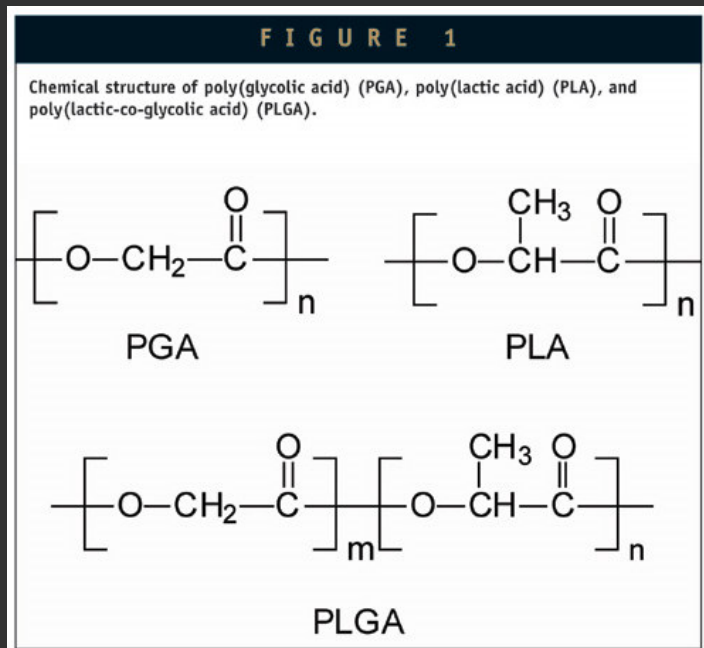 FIGURE 1
Chemical structure of poly(glycolic acid) (PGA), poly(lactic acid) (PLA), and
poly(lactic-co-glycolic acid) (PLGA).
O
O—CH₂—C
n
PGA
CH₃ O
O—CH—C
n
PLA
O
O—CH₂—C
m
CH₃ O
O—CH—C
n
PLGA